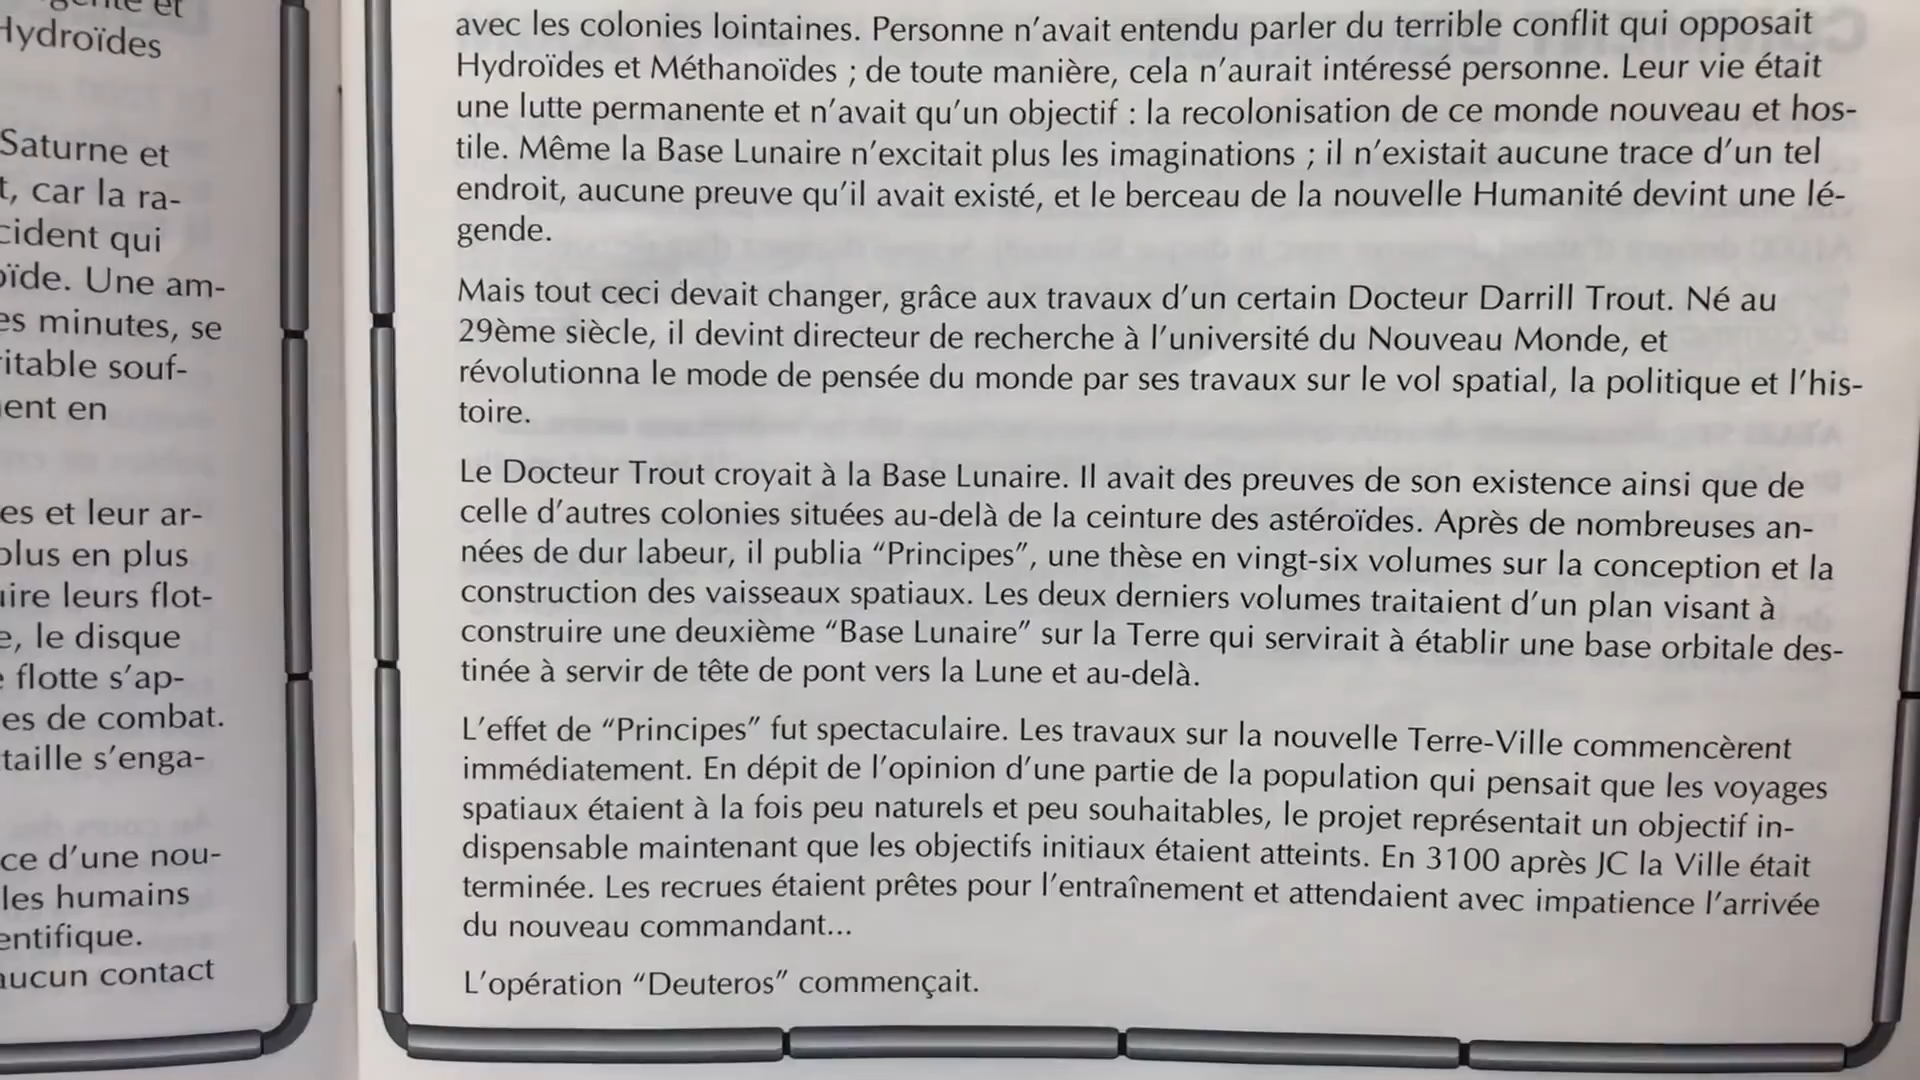 Hydroïdes
Saturne et
t, car la ra-
cident qui
oïde. Une am-
es minutes, se
ritable souf-
ent en
es et leur ar-
plus en plus
uire leurs flot-
e, le disque
e flotte s'ap-
es de combat.
taille s'enga-
ce d'une nou-
les humains
entifique.
aucun contact
avec les colonies lointaines. Personne n'avait entendu parler du terrible conflit qui opposait
Hydroïdes et Méthanoïdes ; de toute manière, cela n'aurait intéressé personne. Leur vie était
une lutte permanente et n'avait qu'un objectif : la recolonisation de ce monde nouveau et hos-
tile. Même la Base Lunaire n'excitait plus les imaginations ; il n'existait aucune trace d'un tel
endroit, aucune preuve qu'il avait existé, et le berceau de la nouvelle Humanité devint une lé-
gende.
Mais tout ceci devait changer, grâce aux travaux d'un certain Docteur Darrill Trout. Né au
29ème siècle, il devint directeur de recherche à l'université du Nouveau Monde, et
révolutionna le mode de pensée du monde par ses travaux sur le vol spatial, la politique et l'his-
toire.
Le Docteur Trout croyait à la Base Lunaire. Il avait des preuves de son existence ainsi que de
celle d'autres colonies situées au-delà de la ceinture des astéroïdes. Après de nombreuses an-
nées de dur labeur, il publia “Principes”, une thèse en vingt-six volumes sur la conception et la
construction des vaisseaux spatiaux. Les deux derniers volumes traitaient d'un plan visant à
construire une deuxième “Base Lunaire” sur la Terre qui servirait à établir une base orbitale des-
tinée à servir de tête de pont vers la Lune et au-delà.
L'effet de “Principes” fut spectaculaire. Les travaux sur la nouvelle Terre-Ville commencèrent
immédiatement. En dépit de l'opinion d'une partie de la population qui pensait que les voyages
spatiaux étaient à la fois peu naturels et peu souhaitables, le projet représentait un objectif in-
dispensable maintenant que les objectifs initiaux étaient atteints. En 3100 après JC la Ville était
terminée. Les recrues étaient prêtes pour l'entraînement et attendaient avec impatience l'arrivée
du nouveau commandant...
L'opération “Deuteros” commençait.